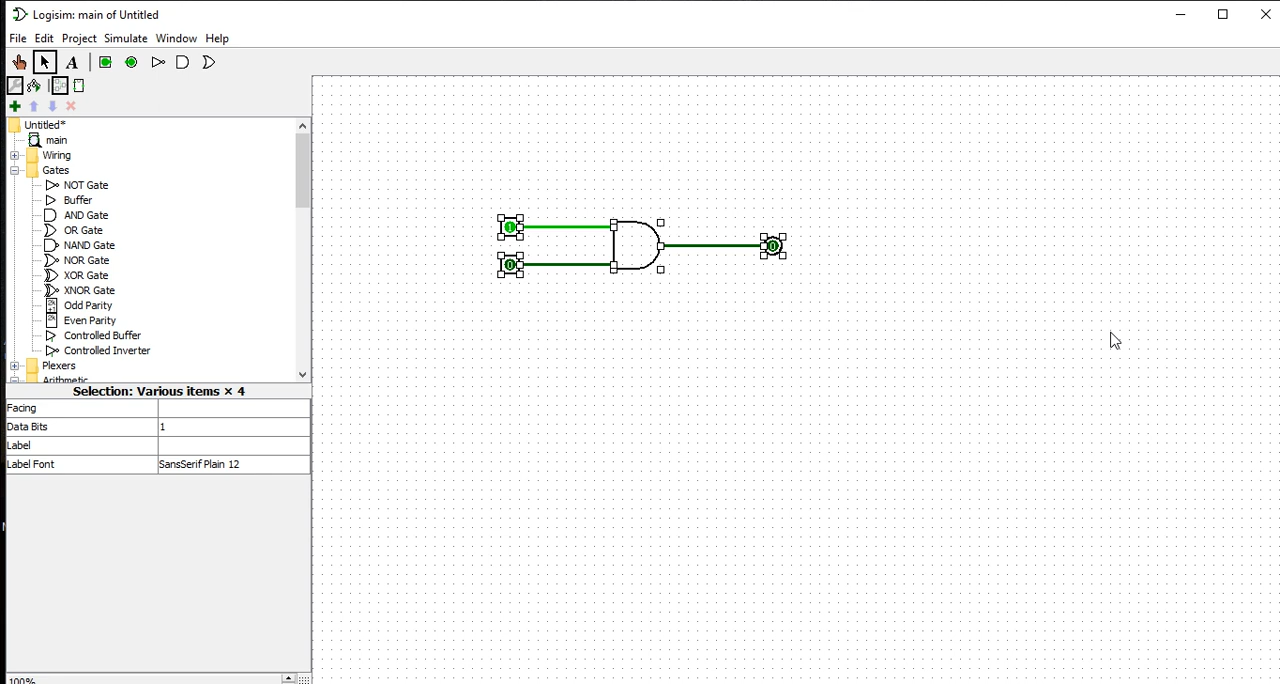 Logisim: main of Untitled
File Edit Project Simulate Window Help
A
Untitled*
main
Wiring
Gates
NOT Gate
Buffer
AND Gate
OR Gate
NAND Gate
NOR Gate
XOR Gate
XNOR Gate
Odd Parity
Even Parity
Controlled Buffer
Controlled Inverter
Plexers
Arithmetic
Selection: Various items × 4
Facing
Data Bits 1
Label
Label Font SansSerif Plain 12
100%
1
0
0